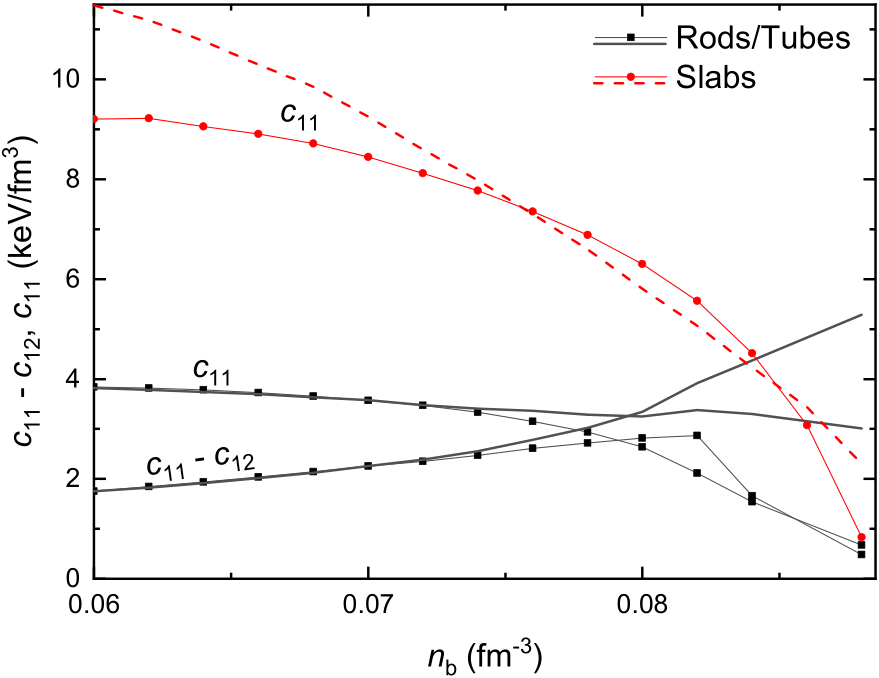 Rods/Tubes
Slabs
10
8
6
4
2
0
c₁₁
c₁₁
c₁₁ - c₁₂
c₁₁ - c₁₂, c₁₁ (keV/fm³)
0.06
0.07
0.08
n_b (fm⁻³)